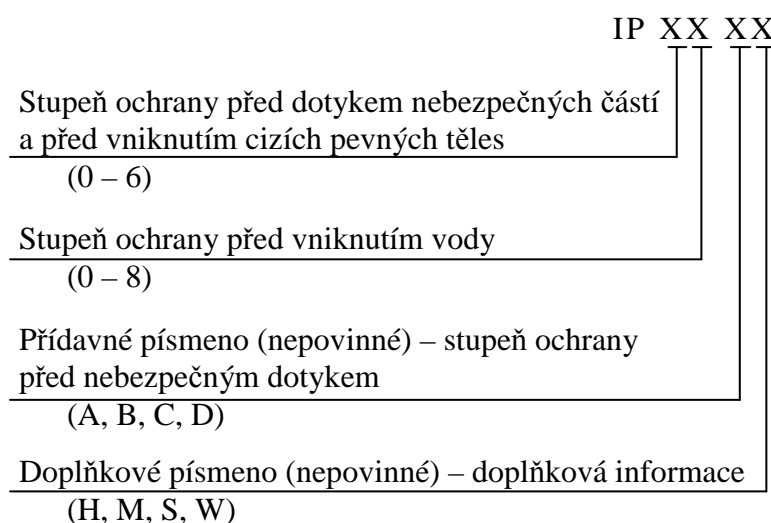 IP XX XX
Stupeň ochrany před dotykem nebezpečných částí
a před vniknutím cizích pevných těles
(0 – 6)
Stupeň ochrany před vniknutím vody
(0 – 8)
Přídavné písmeno (nepovinné) – stupeň ochrany
před nebezpečným dotykem
(A, B, C, D)
Doplňkové písmeno (nepovinné) – doplňková informace
(H, M, S, W)